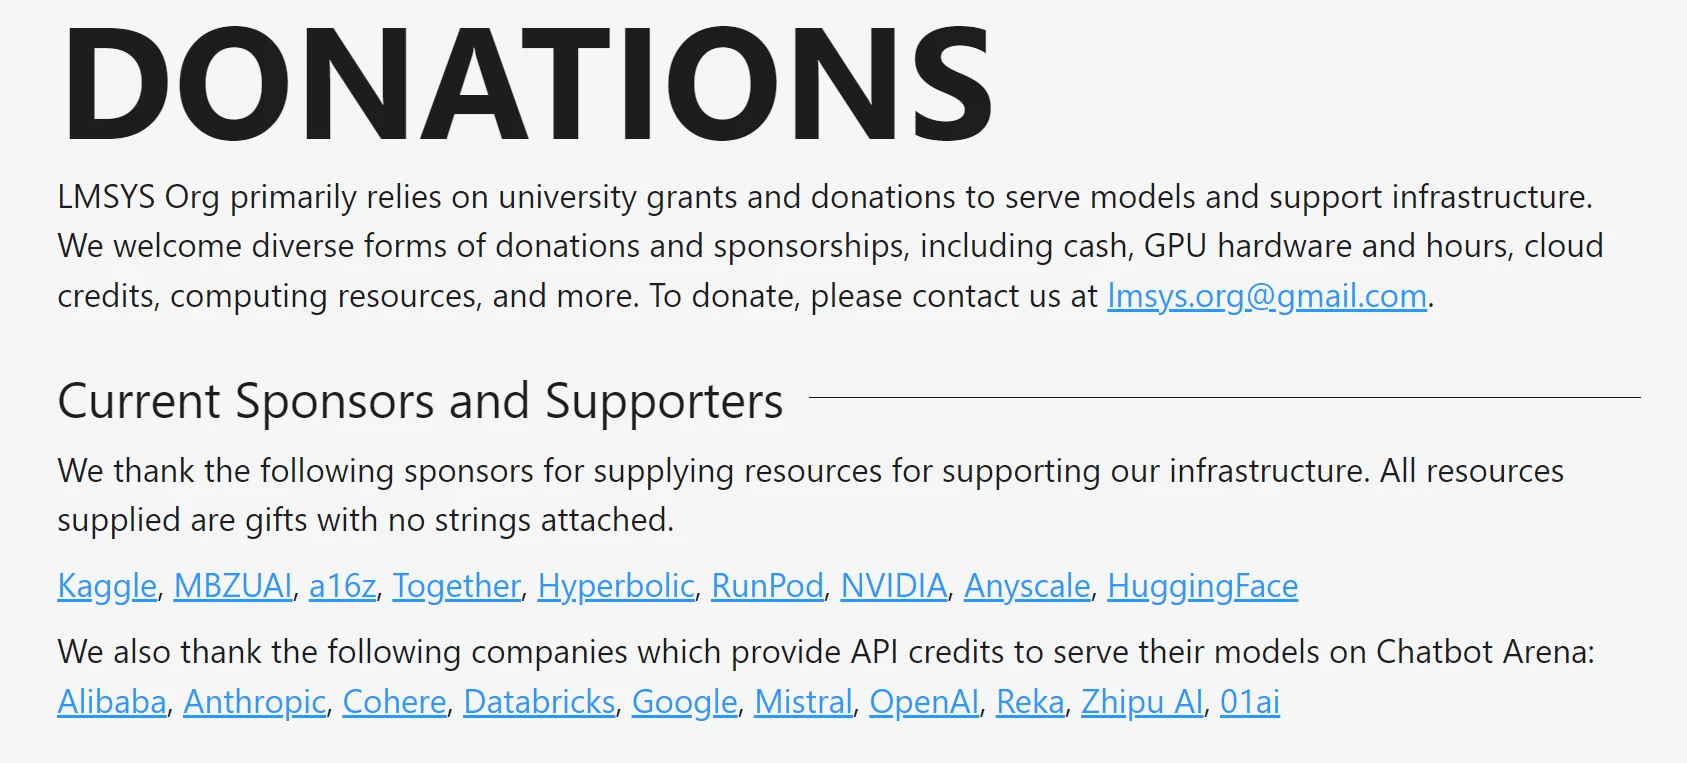 DONATIONS
LMSYS Org primarily relies on university grants and donations to serve models and support infrastructure.
We welcome diverse forms of donations and sponsorships, including cash, GPU hardware and hours, cloud
credits, computing resources, and more. To donate, please contact us at lmsys.org@gmail.com.
Current Sponsors and Supporters
We thank the following sponsors for supplying resources for supporting our infrastructure. All resources
supplied are gifts with no strings attached.
Kaggle, MBZUAI, a16z, Together, Hyperbolic, RunPod, NVIDIA, Anyscale, HuggingFace
We also thank the following companies which provide API credits to serve their models on Chatbot Arena:
Alibaba, Anthropic, Cohere, Databricks, Google, Mistral, OpenAI, Reka, Zhipu AI, 01ai